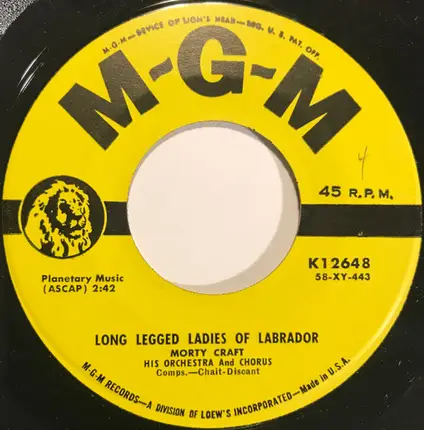 M-G-M—DEVICE OF LION'S HEAD—REG. U. S. PAT. OFF.
M-G-M
4
45 R.P.M.
K12648
58-XY-443
Planetary Music
(ASCAP) 2:42
LONG LEGGED LADIES OF LABRADOR
MORTY CRAFT
HIS ORCHESTRA And CHORUS
Comps.—Chait-Discant
M-G-M RECORDS—A DIVISION OF LOEW'S INCORPORATED—Made in U.S.A.